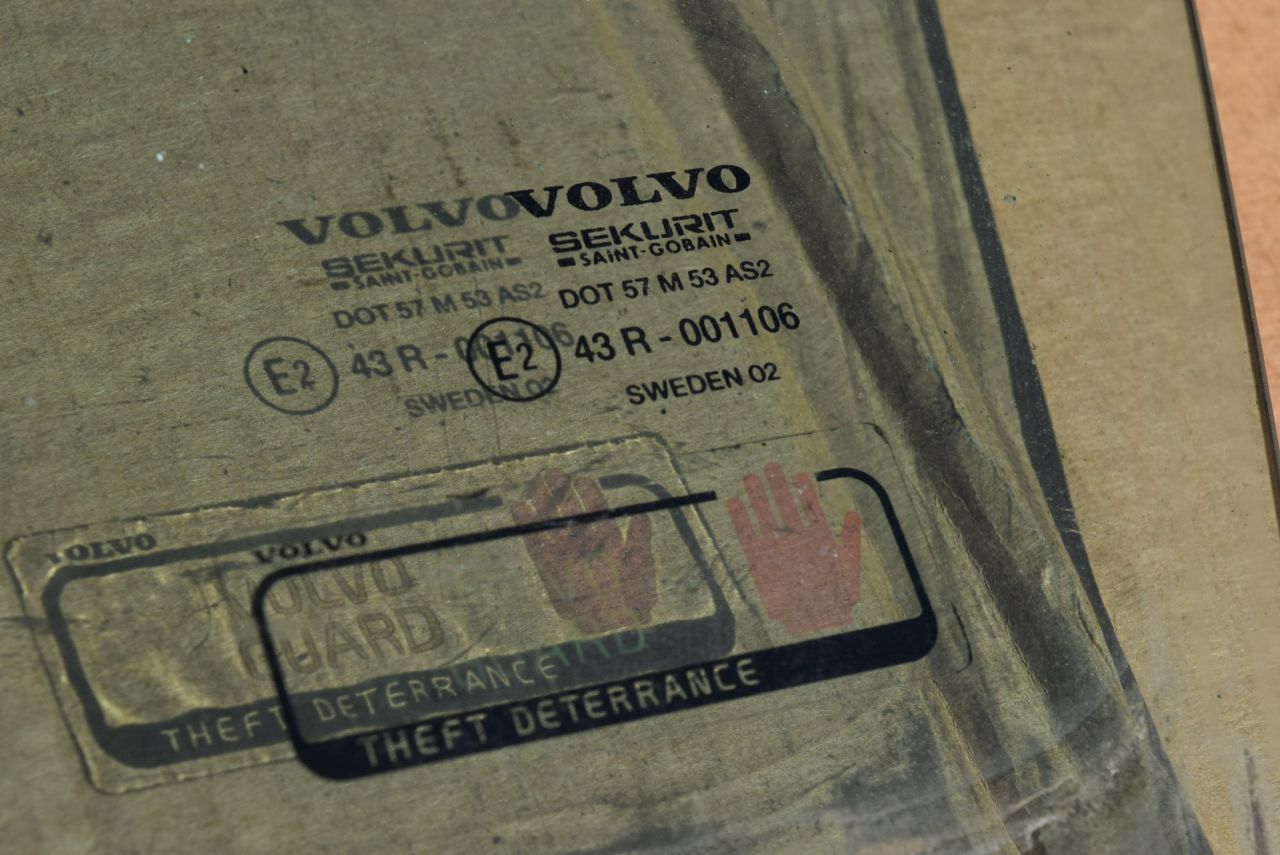 VOLVO
SEKURIT
SAINT-GOBAIN
DOT 57 M 53 AS2
E2 43 R - 001106
SWEDEN 02
VOLVO
SEKURIT
SAINT-GOBAIN
DOT 57 M 53 AS2
E2 43 R - 001106
SWEDEN 02
VOLVO
VOLVO
GUARD
THEFT DETERRANCE
VOLVO
THEFT DETERRANCE